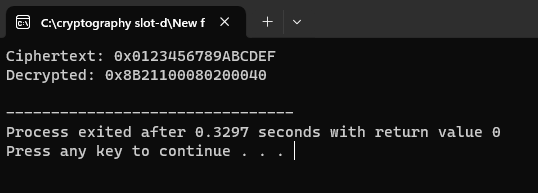 C:\cryptography slot-d\New f
Ciphertext: 0x0123456789ABCDEF
Decrypted: 0x8B21100080200040
--------------------------------
Process exited after 0.3297 seconds with return value 0
Press any key to continue . . .